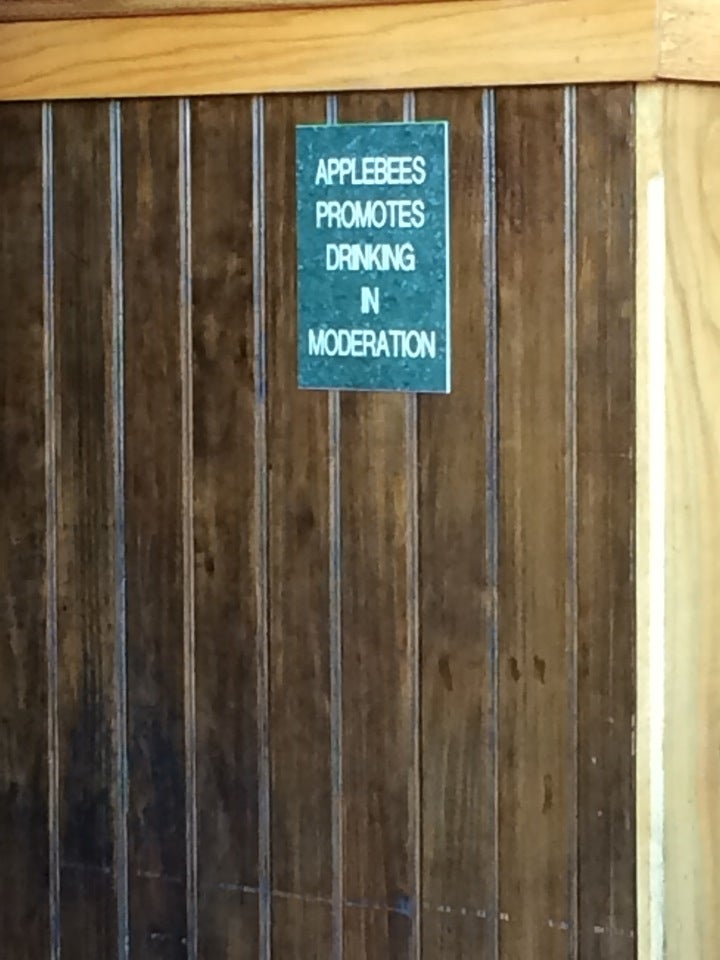 APPLEBEES
PROMOTES
DRINKING
IN
MODERATION